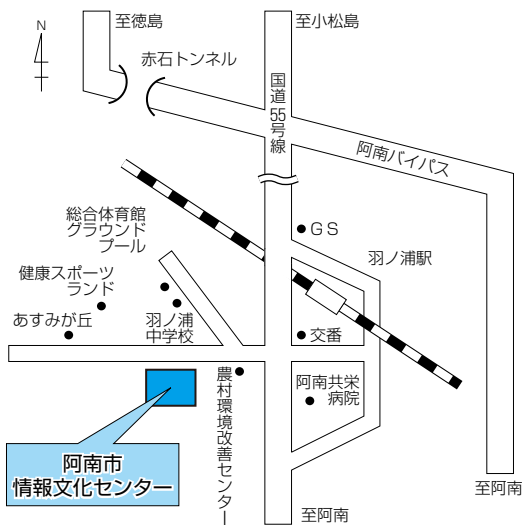 至徳島
至小松島
N
赤石トンネル
国道55号線
阿南バイパス
総合体育館
グラウンド
プール
GS
羽ノ浦駅
健康スポーツ
ランド
あすみが丘
羽ノ浦
中学校
交番
農村環境改善センター
阿南共栄
病院
阿南市
情報文化センター
至阿南
至阿南